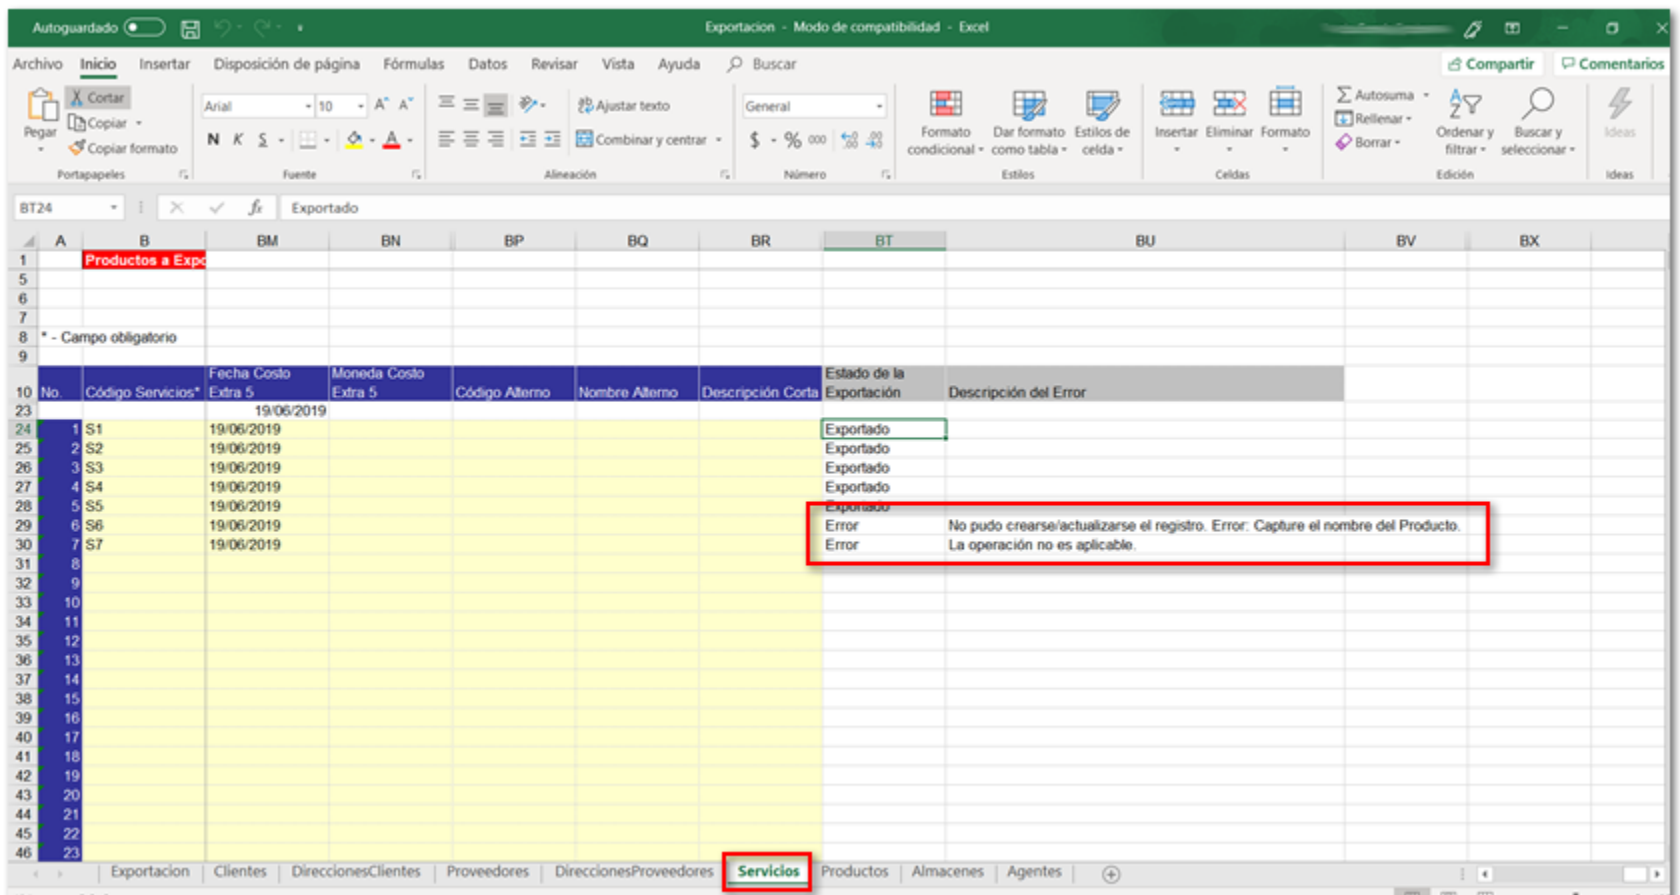 Autoguardado
Exportacion - Modo de compatibilidad - Excel
Archivo Inicio Insertar Disposición de página Fórmulas Datos Revisar Vista Ayuda Buscar Compartir Comentarios
Pegar Cortar Copiar Copiar formato
Portapapeles
Arial 10
N K S
Fuente
Ajustar texto
Combinar y centrar
Alineación
General
$ % 000
Número
Formato condicional Dar formato como tabla Estilos de celda
Estilos
Insertar Eliminar Formato
Celdas
Autosuma Rellenar Borrar Ordenar y filtrar Buscar y seleccionar
Edición
Ideas
Ideas
BT24 fx Exportado
A B BM BN BP BQ BR BT BU BV BX
1 Productos a Expo
5
6
7
8 * - Campo obligatorio
9
10 No. Código Servicios* Fecha Costo Extra 5 Moneda Costo Extra 5 Código Alterno Nombre Alterno Descripción Corta Estado de la Exportación Descripción del Error
23 19/06/2019
24 1 S1 19/06/2019 Exportado
25 2 S2 19/06/2019 Exportado
26 3 S3 19/06/2019 Exportado
27 4 S4 19/06/2019 Exportado
28 5 S5 19/06/2019 Exportado
29 6 S6 19/06/2019 Error No pudo crearse/actualizarse el registro. Error: Capture el nombre del Producto.
30 7 S7 19/06/2019 Error La operación no es aplicable.
31 8
32 9
33 10
34 11
35 12
36 13
37 14
38 15
39 16
40 17
41 18
42 19
43 20
44 21
45 22
46 23
Exportacion Clientes DireccionesClientes Proveedores DireccionesProveedores Servicios Productos Almacenes Agentes